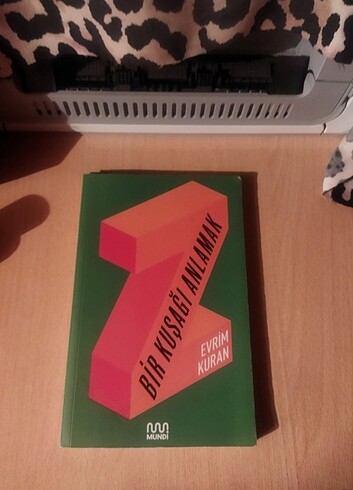 Z
BİR KUŞAĞI ANLAMAK
EVRİM
KURAN
MUNDİ